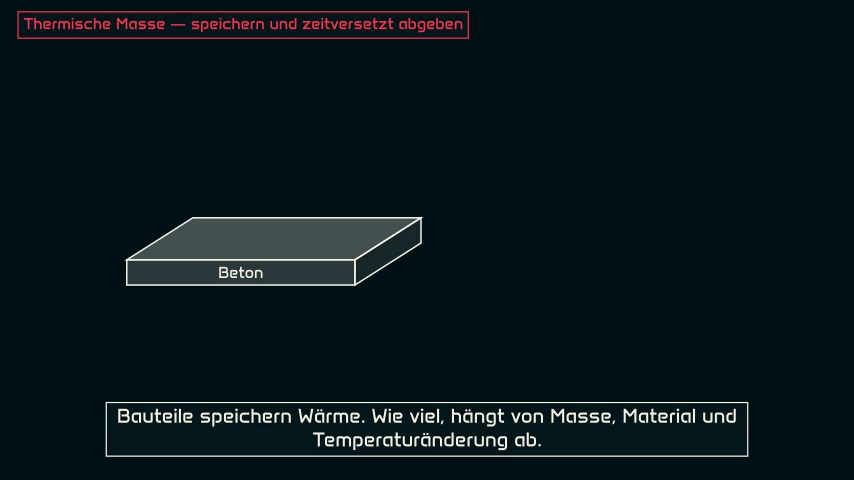 Thermische Masse — speichern und zeitversetzt abgeben
Beton
Bauteile speichern Wärme. Wie viel, hängt von Masse, Material und
Temperaturänderung ab.